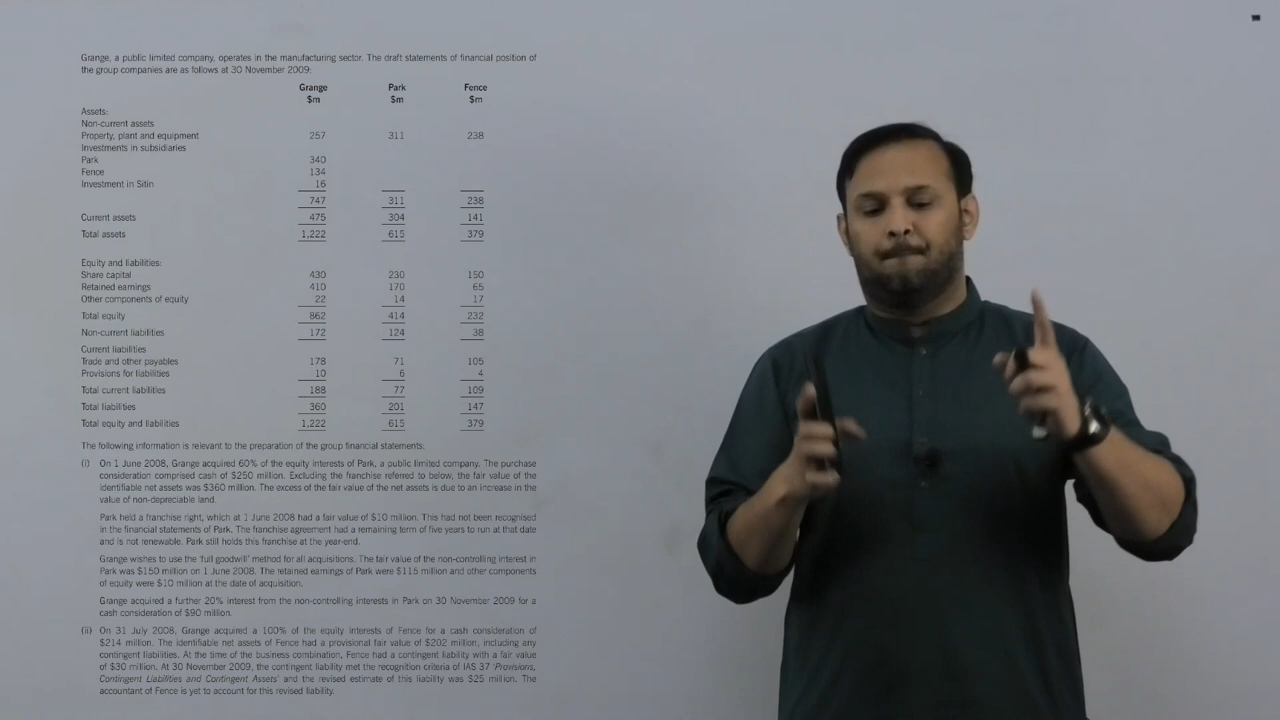 Grange, a public limited company, operates in the manufacturing sector. The draft statements of financial position of
the group companies are as follows at 30 November 2009:
Grange Park Fence
$m $m $m
Assets:
Non-current assets
Property, plant and equipment 257 311 238
Investments in subsidiaries
Park 340
Fence 134
Investment in Sitin 16
747 311 238
Current assets 475 304 141
Total assets 1,222 615 379
Equity and liabilities:
Share capital 430 230 150
Retained earnings 410 170 65
Other components of equity 22 14 17
Total equity 862 414 232
Non-current liabilities 172 124 38
Current liabilities
Trade and other payables 178 71 105
Provisions for liabilities 10 6 4
Total current liabilities 188 77 109
Total liabilities 360 201 147
Total equity and liabilities 1,222 615 379
The following information is relevant to the preparation of the group financial statements:
(i) On 1 June 2008, Grange acquired 60% of the equity interests of Park, a public limited company. The purchase
consideration comprised cash of $250 million. Excluding the franchise referred to below, the fair value of the
identifiable net assets was $360 million. The excess of the fair value of the net assets is due to an increase in the
value of non-depreciable land.
Park held a franchise right, which at 1 June 2008 had a fair value of $10 million. This had not been recognised
in the financial statements of Park. The franchise agreement had a remaining term of five years to run at that date
and is not renewable. Park still holds this franchise at the year-end.
Grange wishes to use the 'full goodwill' method for all acquisitions. The fair value of the non-controlling interest in
Park was $150 million on 1 June 2008. The retained earnings of Park were $115 million and other components
of equity were $10 million at the date of acquisition.
Grange acquired a further 20% interest from the non-controlling interests in Park on 30 November 2009 for a
cash consideration of $90 million.
(ii) On 31 July 2008, Grange acquired a 100% of the equity interests of Fence for a cash consideration of
$214 million. The identifiable net assets of Fence had a provisional fair value of $202 million, including any
contingent liabilities. At the time of the business combination, Fence had a contingent liability with a fair value
of $30 million. At 30 November 2009, the contingent liability met the recognition criteria of IAS 37 'Provisions,
Contingent Liabilities and Contingent Assets' and the revised estimate of this liability was $25 million. The
accountant of Fence is yet to account for this revised liability.